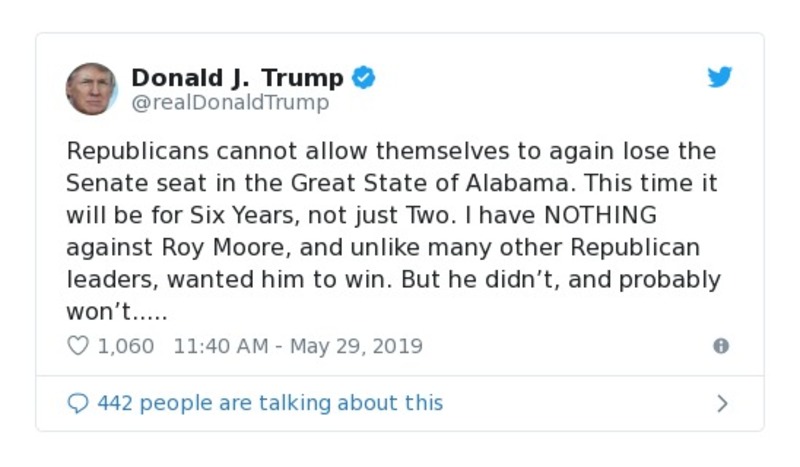 Donald J. Trump
@realDonaldTrump
Republicans cannot allow themselves to again lose the
Senate seat in the Great State of Alabama. This time it
will be for Six Years, not just Two. I have NOTHING
against Roy Moore, and unlike many other Republican
leaders, wanted him to win. But he didn’t, and probably
won’t.....
1,060 11:40 AM - May 29, 2019
442 people are talking about this